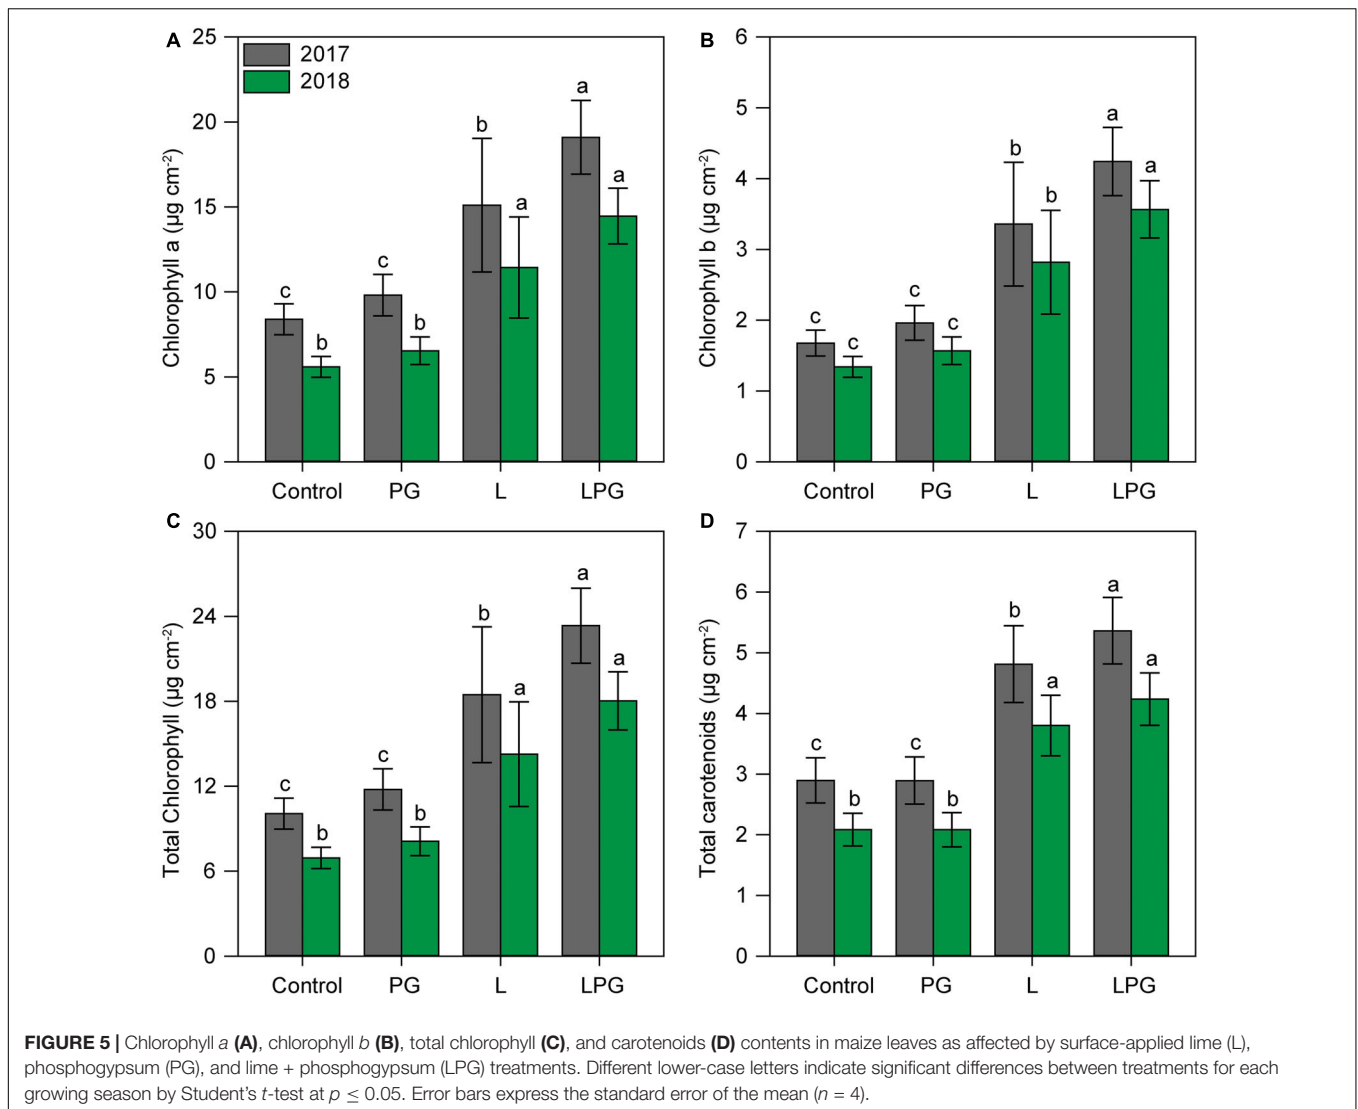 A
25
20
15
10
5
0
Chlorophyll a (µg cm-2)
2017
2018
c
b
c
b
b
a
a
a
Control PG L LPG
B
6
5
4
3
2
1
0
Chlorophyll b (µg cm-2)
c
c
c
c
b
b
a
a
Control PG L LPG
C
30
24
18
12
6
0
Total Chlorophyll (µg cm-2)
c
b
c
b
b
a
a
a
Control PG L LPG
D
7
6
5
4
3
2
1
0
Total carotenoids (µg cm-2)
c
b
c
b
b
a
a
a
Control PG L LPG
FIGURE 5 | Chlorophyll a (A), chlorophyll b (B), total chlorophyll (C), and carotenoids (D) contents in maize leaves as affected by surface-applied lime (L),
phosphogypsum (PG), and lime + phosphogypsum (LPG) treatments. Different lower-case letters indicate significant differences between treatments for each
growing season by Student's t-test at p ≤ 0.05. Error bars express the standard error of the mean (n = 4).